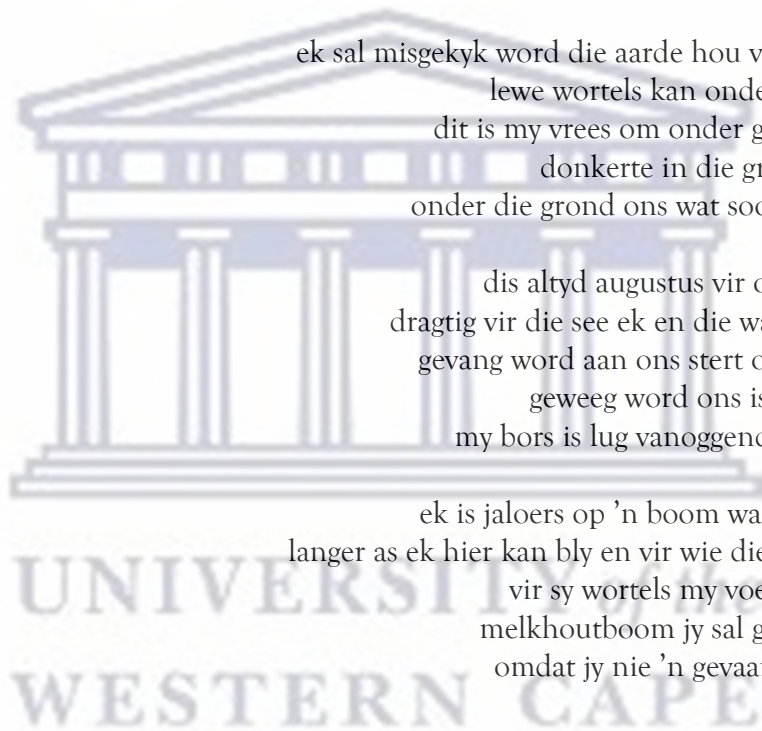 ek sal misgekyk word die aarde hou v
lewe wortels kan onde
dit is my vrees om onder g
donkerte in die gr
onder die grond ons wat soo
dis altyd augustus vir o
dragtig vir die see ek en die wa
gevang word aan ons stert o
geweeg word ons is
my bors is lug vanoggend
ek is jaloers op ’n boom wa
langer as ek hier kan bly en vir wie die
vir sy wortels my voe
melkhoutboom jy sal g
omdat jy nie ’n gevaa
UNIVERSITY of the
WESTERN CAPE